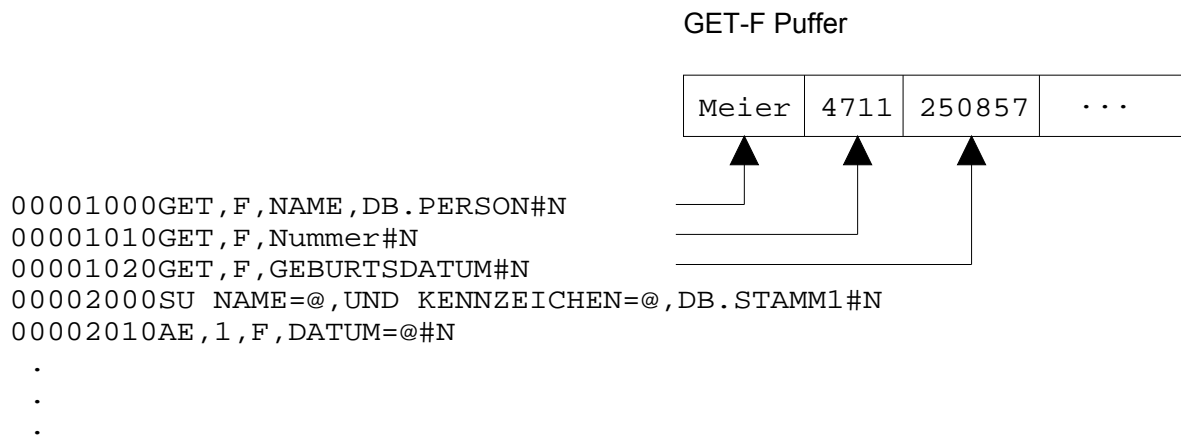 GET-F Puffer
Meier 4711 250857 ...
00001000GET,F,NAME,DB.PERSON#N
00001010GET,F,Nummer#N
00001020GET,F,GEBURTSDATUM#N
00002000SU NAME=@,UND KENNZEICHEN=@,DB.STAMM1#N
00002010AE,1,F,DATUM=@#N
.
.
.